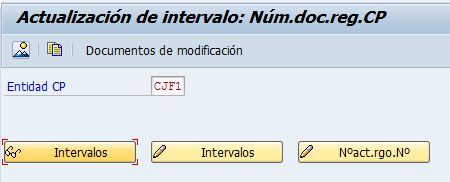 Actualización de intervalo: Núm.doc.reg.CP
Documentos de modificación
Entidad CP CJF1
Intervalos Intervalos Nºact.rgo.Nº